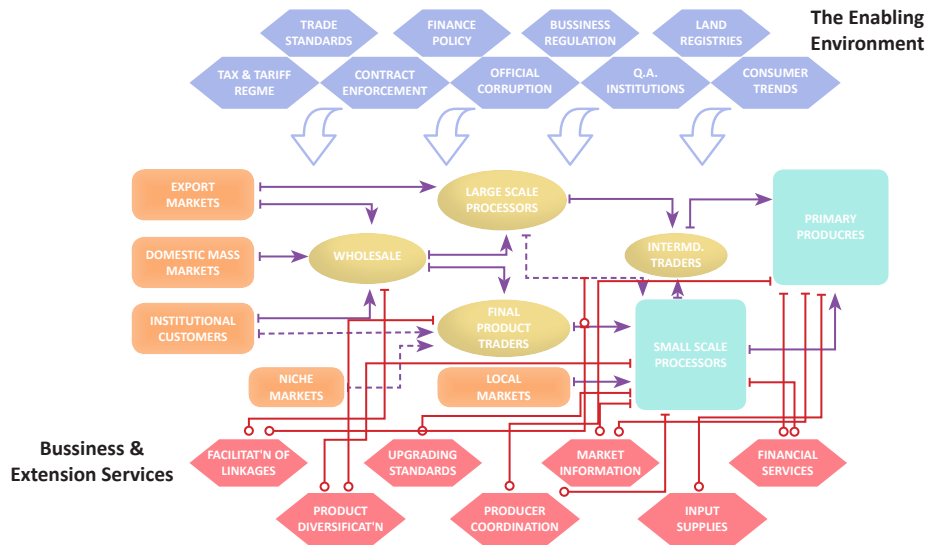 The Enabling
Environment
TRADE
STANDARDS
FINANCE
POLICY
BUSSINESS
REGULATION
LAND
REGISTRIES
TAX & TARIFF
REGME
CONTRACT
ENFORCEMENT
OFFICIAL
CORRUPTION
Q.A.
INSTITUTIONS
CONSUMER
TRENDS
EXPORT
MARKETS
LARGE SCALE
PROCESSORS
PRIMARY
PRODUCRES
DOMESTIC MASS
MARKETS
WHOLESALE
INTERMD.
TRADERS
INSTITUTIONAL
CUSTOMERS
FINAL
PRODUCT
TRADERS
SMALL SCALE
PROCESSORS
NICHE
MARKETS
LOCAL
MARKETS
Bussiness &
Extension Services
FACILITAT'N OF
LINKAGES
UPGRADING
STANDARDS
MARKET
INFORMATION
FINANCIAL
SERVICES
PRODUCT
DIVERSIFICAT'N
PRODUCER
COORDINATION
INPUT
SUPPLIES